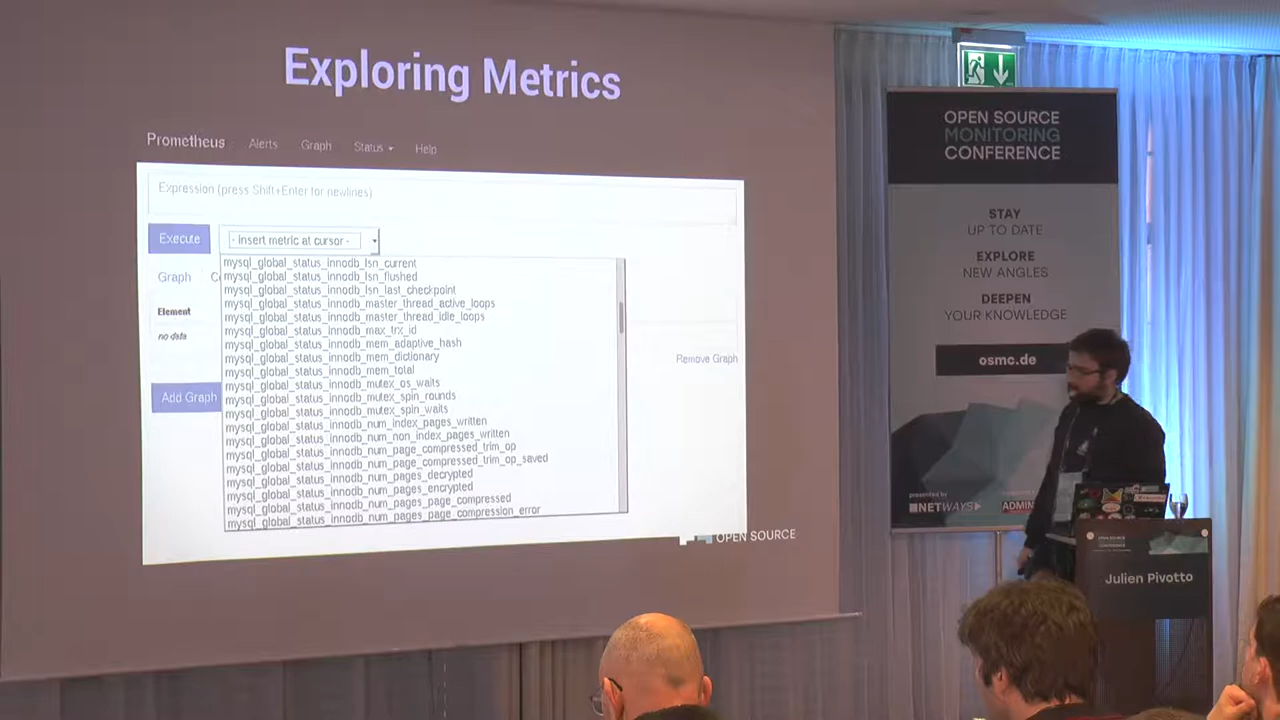 Exploring Metrics
Prometheus Alerts Graph Status Help
Expression (press Shift+Enter for newlines)
Execute
- insert metric at cursor -
mysql_global_status_innodb_lsn_current
Graph
mysql_global_status_innodb_lsn_flushed
mysql_global_status_innodb_lsn_last_checkpoint
mysql_global_status_innodb_master_thread_active_loops
Element
mysql_global_status_innodb_master_thread_idle_loops
mysql_global_status_innodb_max_trx_id
no data
mysql_global_status_innodb_mem_adaptive_hash
mysql_global_status_innodb_mem_dictionary
Remove Graph
mysql_global_status_innodb_mem_total
mysql_global_status_innodb_mutex_os_waits
Add Graph
mysql_global_status_innodb_mutex_spin_rounds
mysql_global_status_innodb_mutex_spin_waits
mysql_global_status_innodb_num_index_pages_written
mysql_global_status_innodb_num_non_index_pages_written
mysql_global_status_innodb_num_page_compressed_trim_op
mysql_global_status_innodb_num_page_compressed_trim_op_saved
mysql_global_status_innodb_num_pages_decrypted
mysql_global_status_innodb_num_pages_encrypted
mysql_global_status_innodb_num_pages_page_compressed
mysql_global_status_innodb_num_pages_page_compression_error
OPEN SOURCE
OPEN SOURCE
MONITORING
CONFERENCE
STAY
UP TO DATE
EXPLORE
NEW ANGLES
DEEPEN
YOUR KNOWLEDGE
osmc.de
presented by
NETWAYS
ADMIN
Julien Pivotto